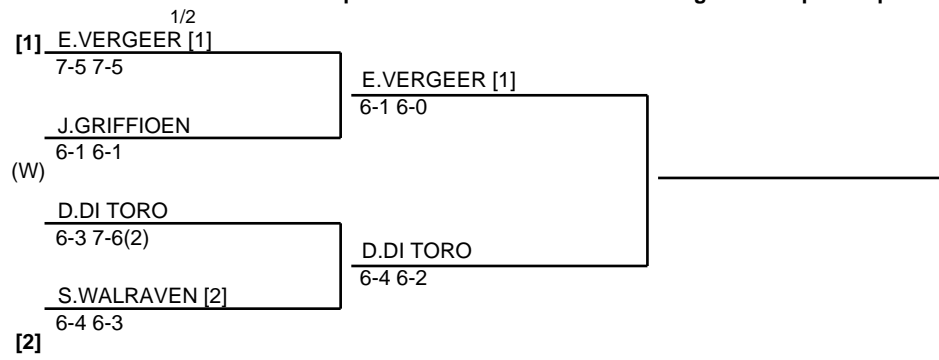 1/2
[1] E.VERGEER [1]
7-5 7-5
E.VERGEER [1]
6-1 6-0
J.GRIFFIOEN
6-1 6-1
(W)
D.DI TORO
6-3 7-6(2)
D.DI TORO
6-4 6-2
S.WALRAVEN [2]
6-4 6-3
[2]